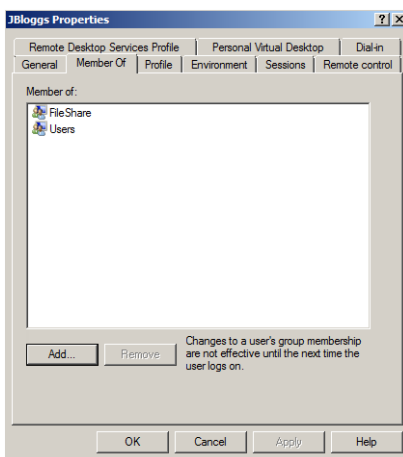 JBloggs Properties
Remote Desktop Services Profile Personal Virtual Desktop Dial-in
General Member Of Profile Environment Sessions Remote control
Member of:
FileShare
Users
Add... Remove
Changes to a user's group membership
are not effective until the next time the
user logs on.
OK Cancel Apply Help